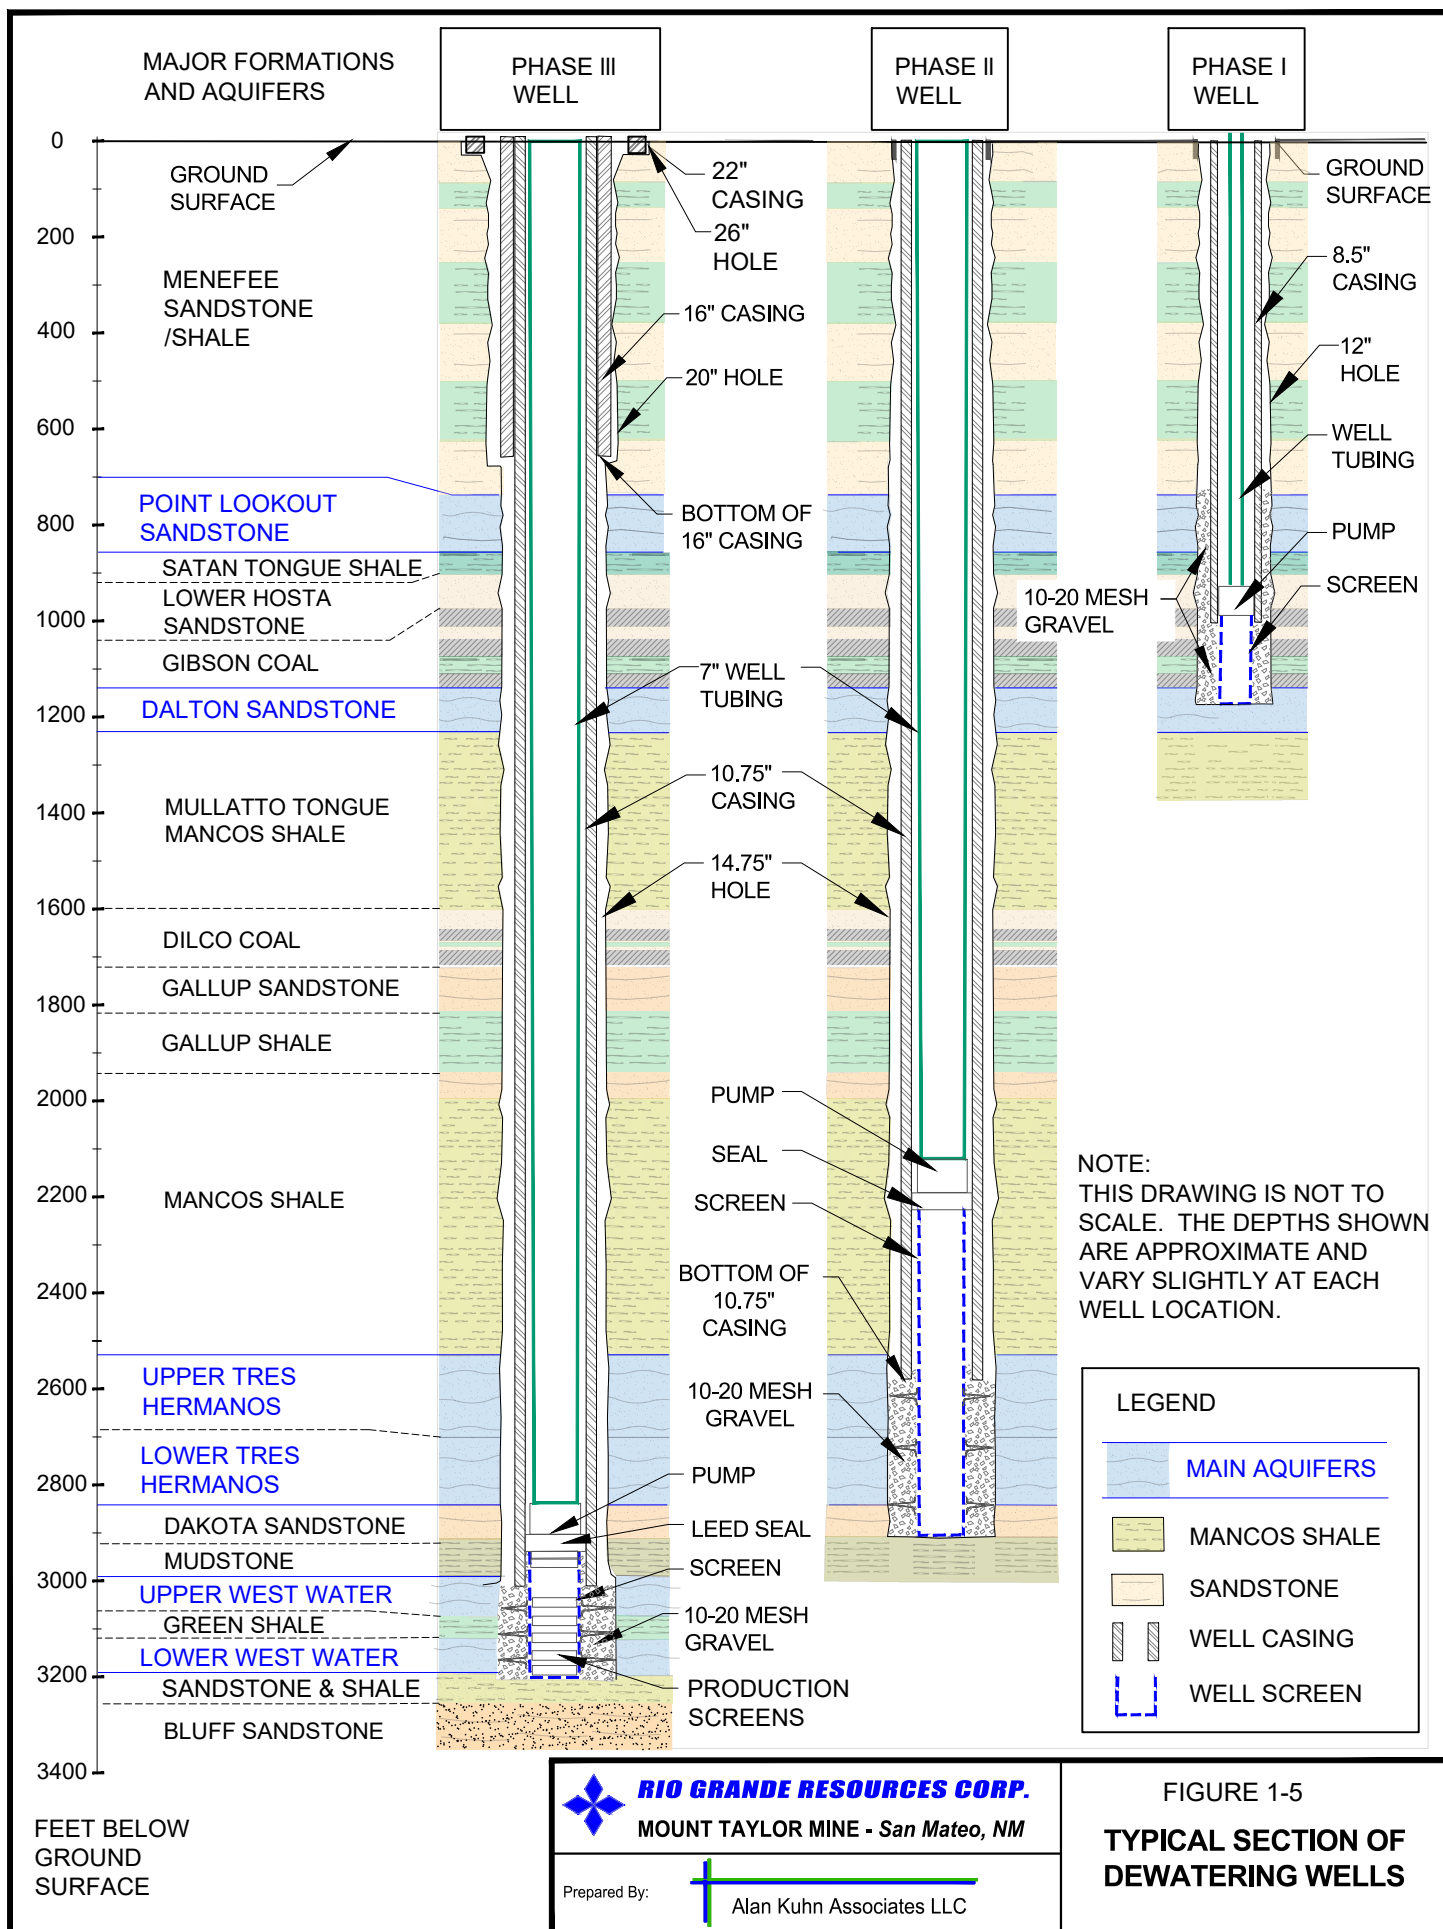 MAJOR FORMATIONS
AND AQUIFERS
PHASE III
WELL
PHASE II
WELL
PHASE I
WELL
0
200
400
600
800
1000
1200
1400
1600
1800
2000
2200
2400
2600
2800
3000
3200
3400
FEET BELOW
GROUND
SURFACE
GROUND
SURFACE
MENEFEE
SANDSTONE
/SHALE
POINT LOOKOUT
SANDSTONE
SATAN TONGUE SHALE
LOWER HOSTA
SANDSTONE
GIBSON COAL
DALTON SANDSTONE
MULLATTO TONGUE
MANCOS SHALE
DILCO COAL
GALLUP SANDSTONE
GALLUP SHALE
MANCOS SHALE
UPPER TRES
HERMANOS
LOWER TRES
HERMANOS
DAKOTA SANDSTONE
MUDSTONE
UPPER WEST WATER
GREEN SHALE
LOWER WEST WATER
SANDSTONE & SHALE
BLUFF SANDSTONE
22"
CASING
26"
HOLE
16" CASING
20" HOLE
BOTTOM OF
16" CASING
7" WELL
TUBING
10.75"
CASING
14.75"
HOLE
PUMP
SEAL
SCREEN
BOTTOM OF
10.75"
CASING
10-20 MESH
GRAVEL
PUMP
LEED SEAL
SCREEN
10-20 MESH
GRAVEL
PRODUCTION
SCREENS
GROUND
SURFACE
8.5"
CASING
12"
HOLE
WELL
TUBING
PUMP
SCREEN
10-20 MESH
GRAVEL
NOTE:
THIS DRAWING IS NOT TO
SCALE. THE DEPTHS SHOWN
ARE APPROXIMATE AND
VARY SLIGHTLY AT EACH
WELL LOCATION.
LEGEND
MAIN AQUIFERS
MANCOS SHALE
SANDSTONE
WELL CASING
WELL SCREEN
RIO GRANDE RESOURCES CORP.
MOUNT TAYLOR MINE - San Mateo, NM
Prepared By:
Alan Kuhn Associates LLC
FIGURE 1-5
TYPICAL SECTION OF
DEWATERING WELLS